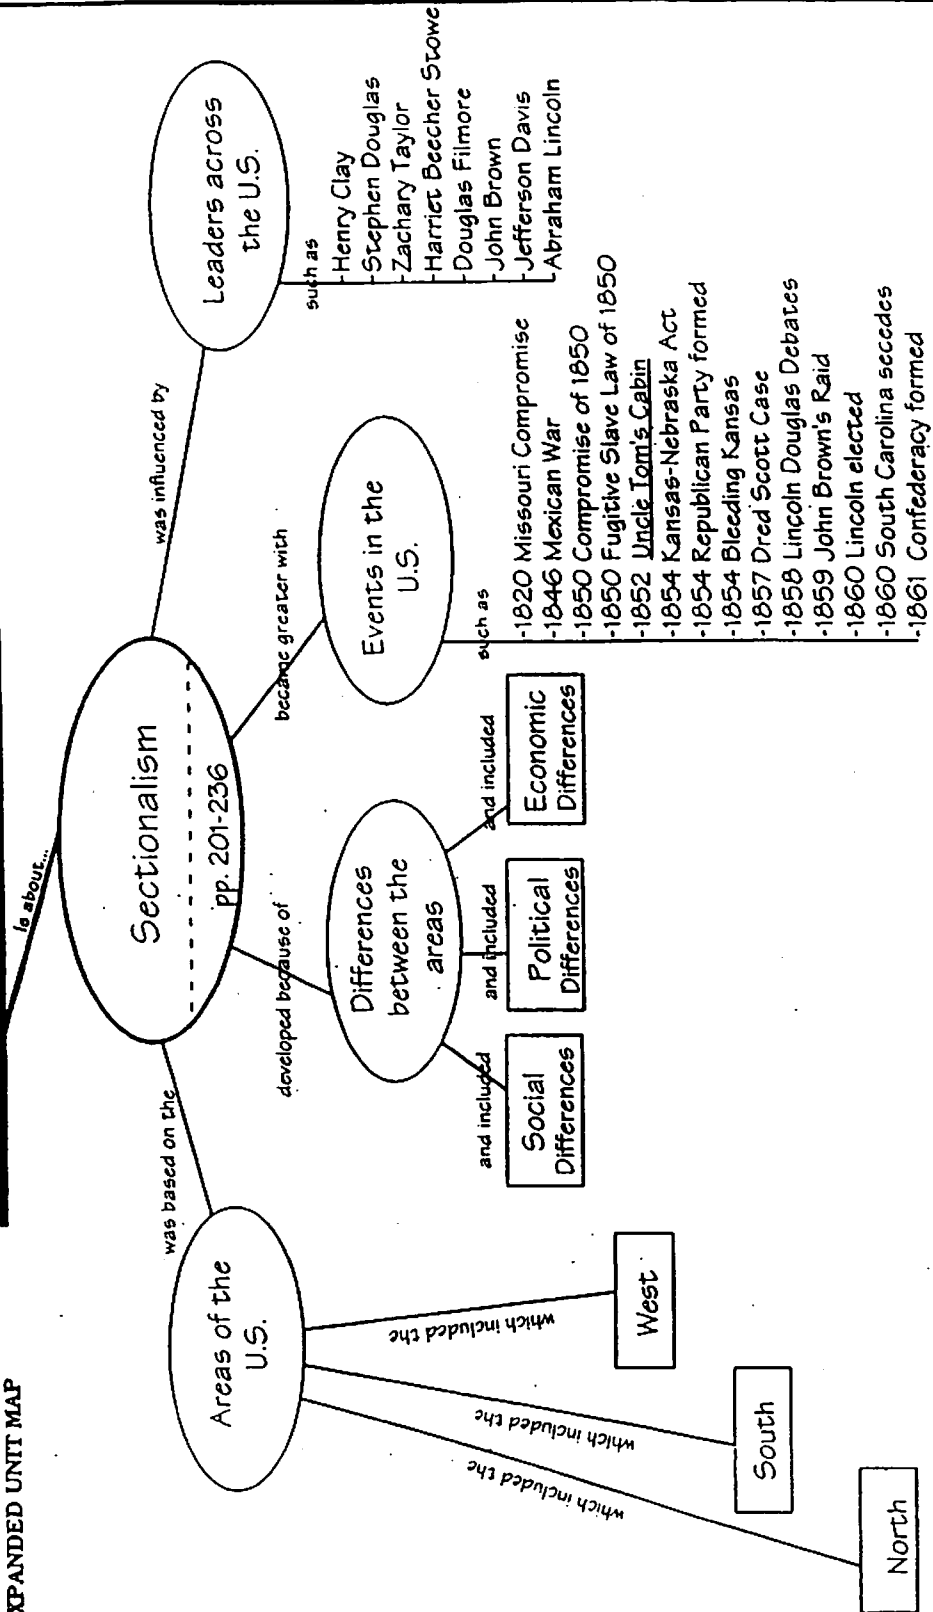 XPANDED UNIT MAP
is about...
Sectionalism
pp. 201-236
was based on the
Areas of the
U.S.
which included the
North
which included the
South
which included the
West
developed because of
Differences
between the
areas
and included
Social
Differences
and included
Political
Differences
and included
Economic
Differences
became greater with
Events in the
U.S.
such as
-1820 Missouri Compromise
-1846 Mexican War
-1850 Compromise of 1850
-1850 Fugitive Slave Law of 1850
-1852 Uncle Tom's Cabin
-1854 Kansas-Nebraska Act
-1854 Republican Party formed
-1854 Bleeding Kansas
-1857 Dred Scott Case
-1858 Lincoln Douglas Debates
-1859 John Brown's Raid
-1860 Lincoln elected
-1860 South Carolina secedes
-1861 Confederacy formed
was influenced by
Leaders across
the U.S.
such as
-Henry Clay
-Stephen Douglas
-Zachary Taylor
-Harriet Beecher Stowe
-Douglas Filmore
-John Brown
-Jefferson Davis
-Abraham Lincoln